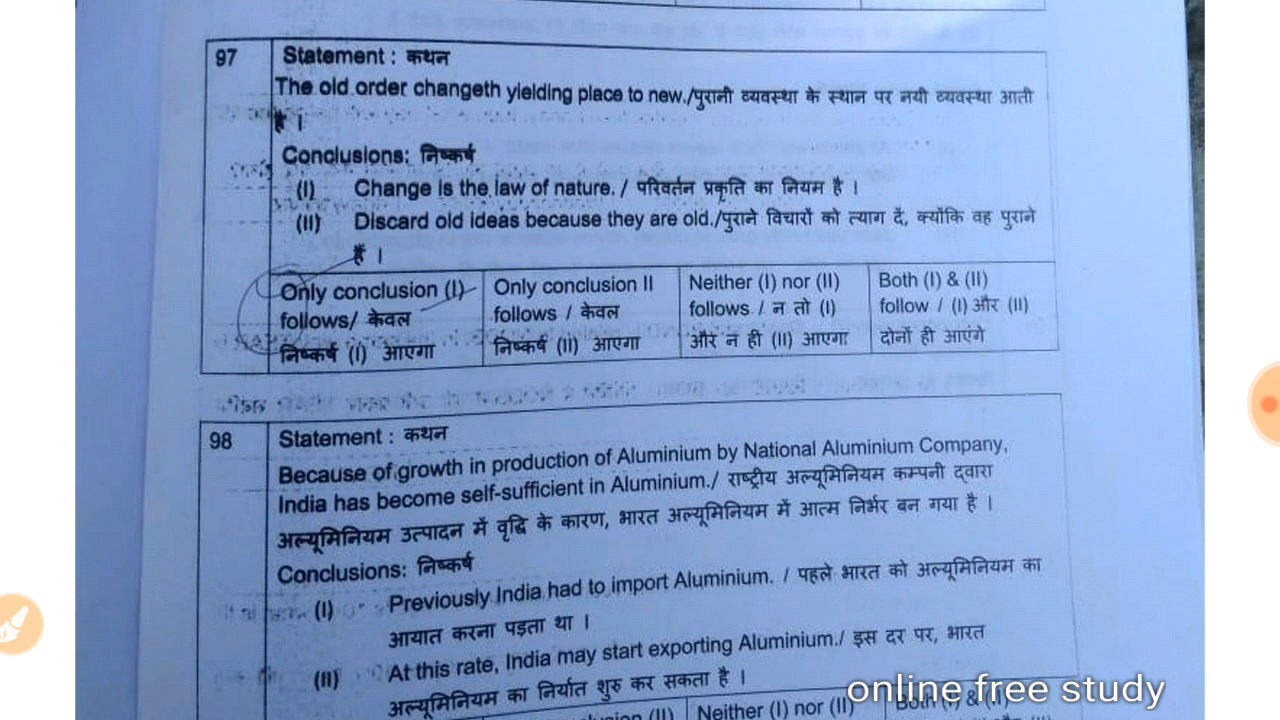 97
Statement : कथन
The old order changeth yielding place to new./पुरानी व्यवस्था के स्थान पर नयी व्यवस्था आती
है ।
Conclusions: निष्कर्ष
(I) Change is the law of nature. / परिवर्तन प्रकृति का नियम है ।
(II) Discard old ideas because they are old./पुराने विचारों को त्याग दें, क्योंकि वह पुराने
हैं ।
Only conclusion (I)
follows/ केवल
निष्कर्ष (I) आएगा
Only conclusion II
follows / केवल
निष्कर्ष (II) आएगा
Neither (I) nor (II)
follows / न तो (I)
और न ही (II) आएगा
Both (I) & (II)
follow / (I) और (II)
दोनों ही आएंगे
98
Statement : कथन
Because of growth in production of Aluminium by National Aluminium Company,
India has become self-sufficient in Aluminium./ राष्ट्रीय अल्यूमिनियम कम्पनी द्वारा
अल्यूमिनियम उत्पादन में वृद्धि के कारण, भारत अल्यूमिनियम में आत्म निर्भर बन गया है ।
Conclusions: निष्कर्ष
(I) Previously India had to import Aluminium. / पहले भारत को अल्यूमिनियम का
आयात करना पड़ता था ।
(II) At this rate, India may start exporting Aluminium./ इस दर पर, भारत
अल्यूमिनियम का निर्यात शुरु कर सकता है ।
(II)
Neither (I) nor (II)
Both (I) & (II)
online free study